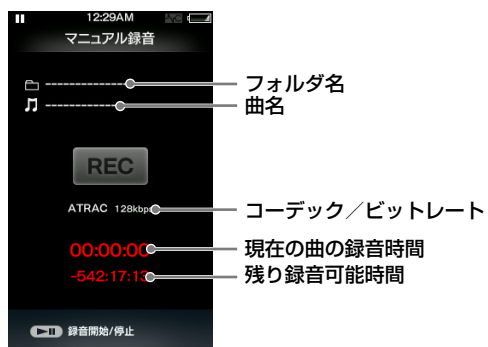 12:29AM AVLS
マニュアル録音
-------------- フォルダ名
------------- 曲名
REC
ATRAC 128kbps コーデック／ビットレート
00:00:00 現在の曲の録音時間
-542:17:13 残り録音可能時間
録音開始/停止